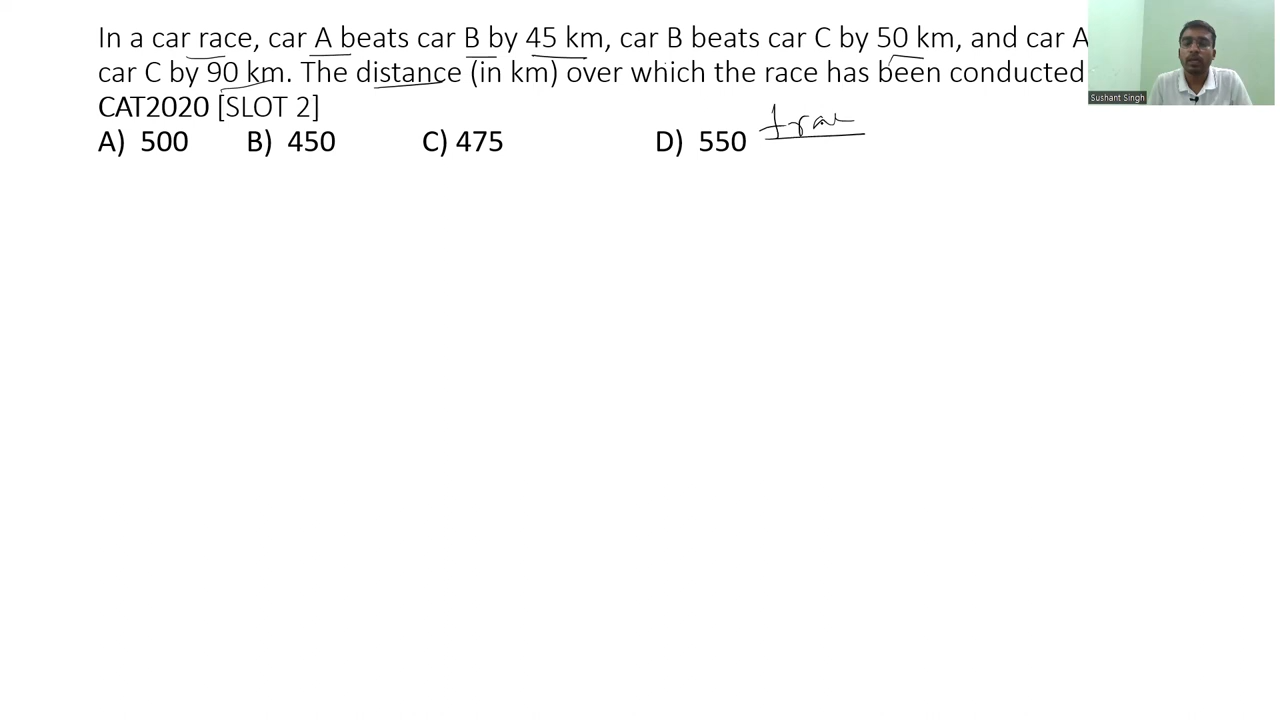 In a car race, car A beats car B by 45 km, car B beats car C by 50 km, and car A
car C by 90 km. The distance (in km) over which the race has been conducted
Sushant Singh
CAT2020 [SLOT 2]
A) 500 B) 450 C) 475 D) 550